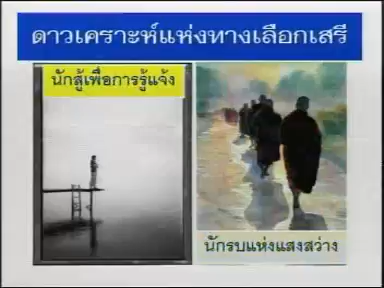 ดาวเคราะห์แห่งทางเลือกเสรี
นักสู้เพื่อการรู้แจ้ง
นักรบแห่งแสงสว่าง